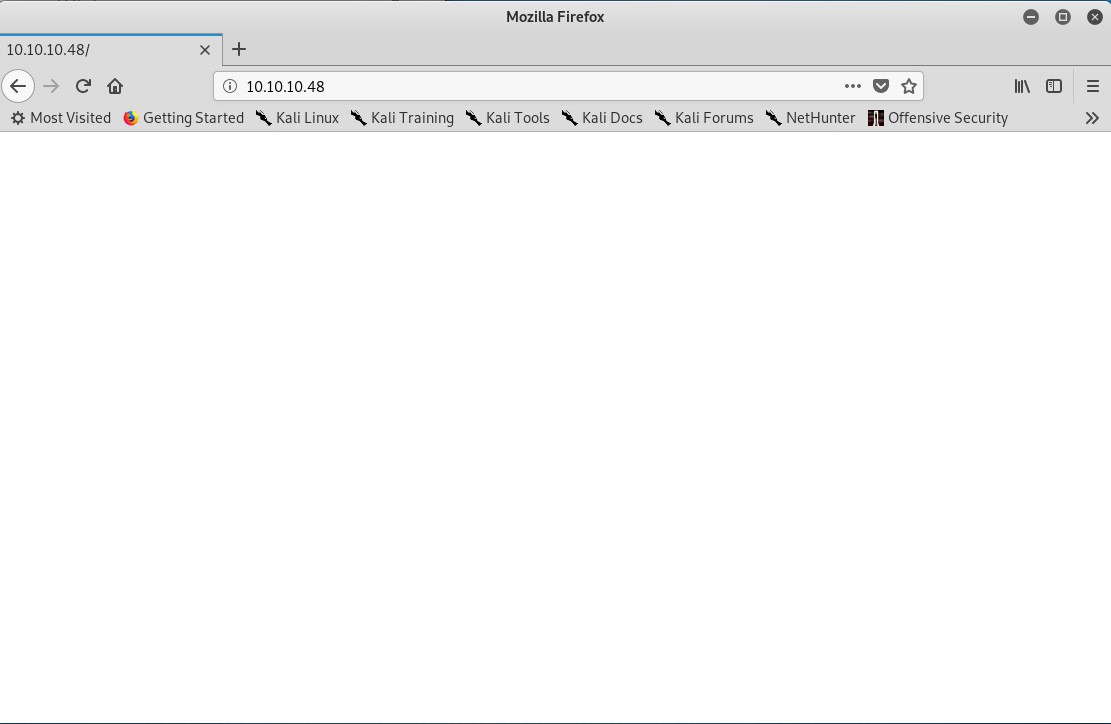 Mozilla Firefox
10.10.10.48/
10.10.10.48
Most Visited Getting Started Kali Linux Kali Training Kali Tools Kali Docs Kali Forums NetHunter Offensive Security